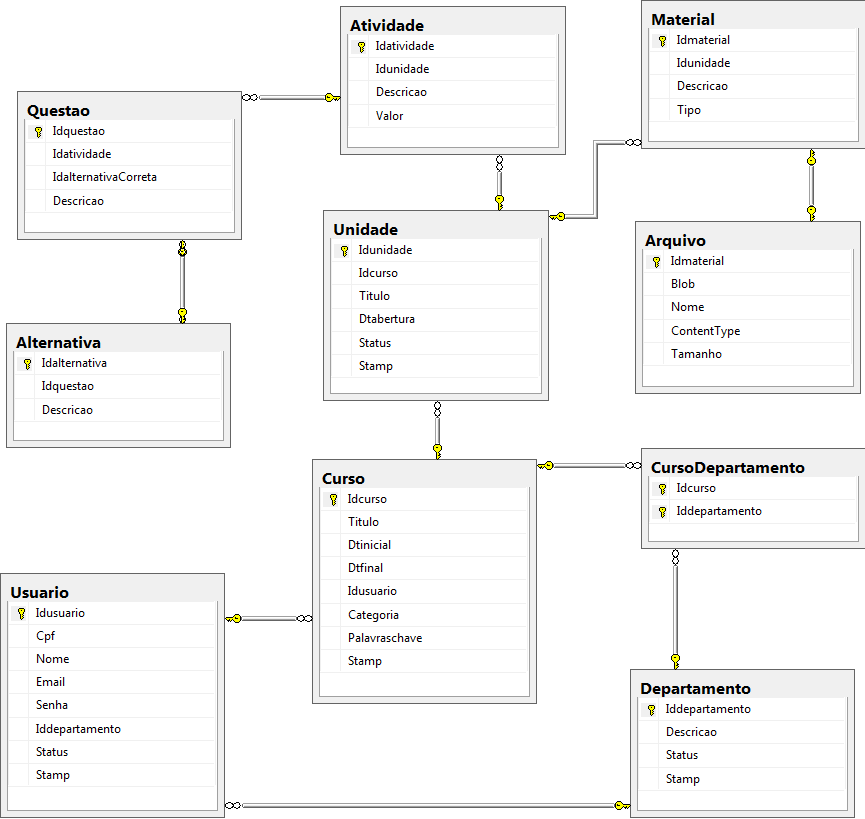 Atividade
Idatividade
Idunidade
Descricao
Valor
Material
Idmaterial
Idunidade
Descricao
Tipo
Questao
Idquestao
Idatividade
IdalternativaCorreta
Descricao
Unidade
Idunidade
Idcurso
Titulo
Dtabertura
Status
Stamp
Arquivo
Idmaterial
Blob
Nome
ContentType
Tamanho
Alternativa
Idalternativa
Idquestao
Descricao
Curso
Idcurso
Titulo
Dtinicial
Dtfinal
Idusuario
Categoria
Palavraschave
Stamp
CursoDepartamento
Idcurso
Iddepartamento
Usuario
Idusuario
Cpf
Nome
Email
Senha
Iddepartamento
Status
Stamp
Departamento
Iddepartamento
Descricao
Status
Stamp